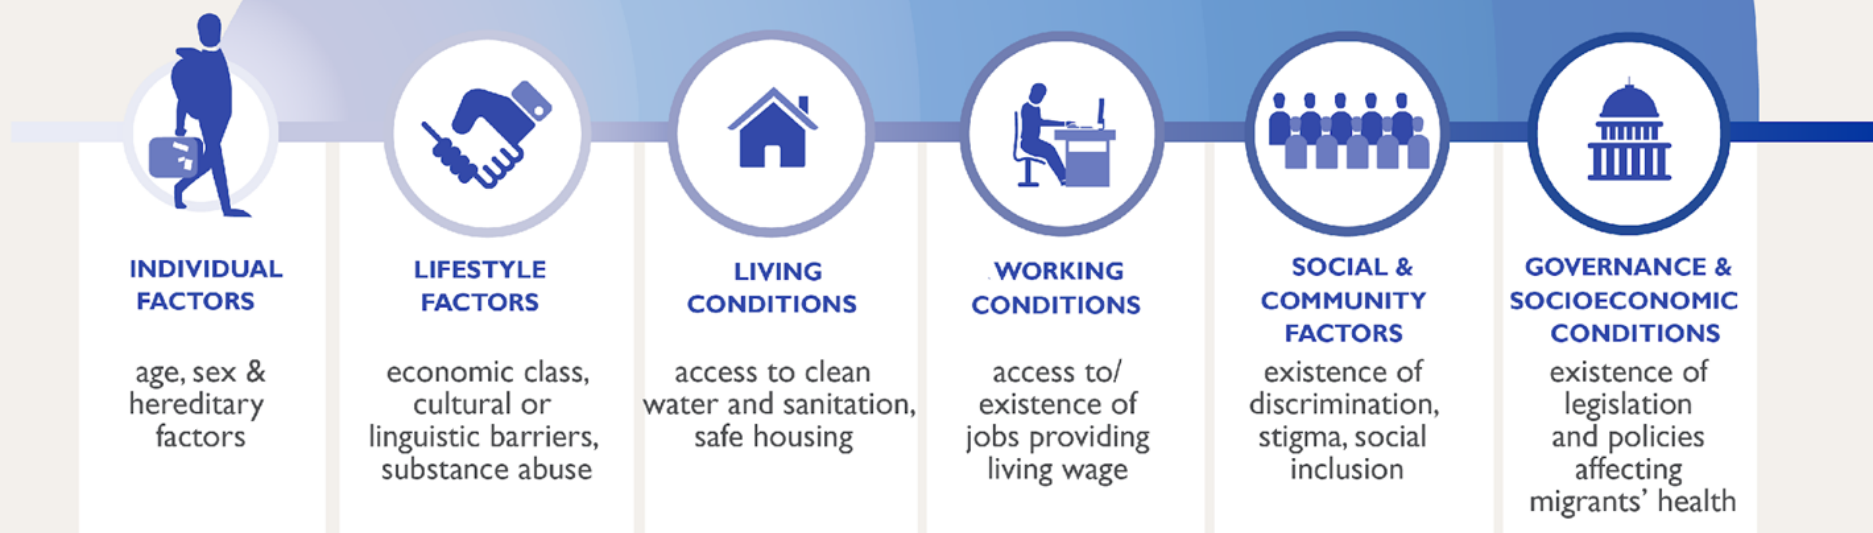 INDIVIDUAL
FACTORS
age, sex &
hereditary
factors
LIFESTYLE
FACTORS
economic class,
cultural or
linguistic barriers,
substance abuse
LIVING
CONDITIONS
access to clean
water and sanitation,
safe housing
WORKING
CONDITIONS
access to/
existence of
jobs providing
living wage
SOCIAL &
COMMUNITY
FACTORS
existence of
discrimination,
stigma, social
inclusion
GOVERNANCE &
SOCIOECONOMIC
CONDITIONS
existence of
legislation
and policies
affecting
migrants' health